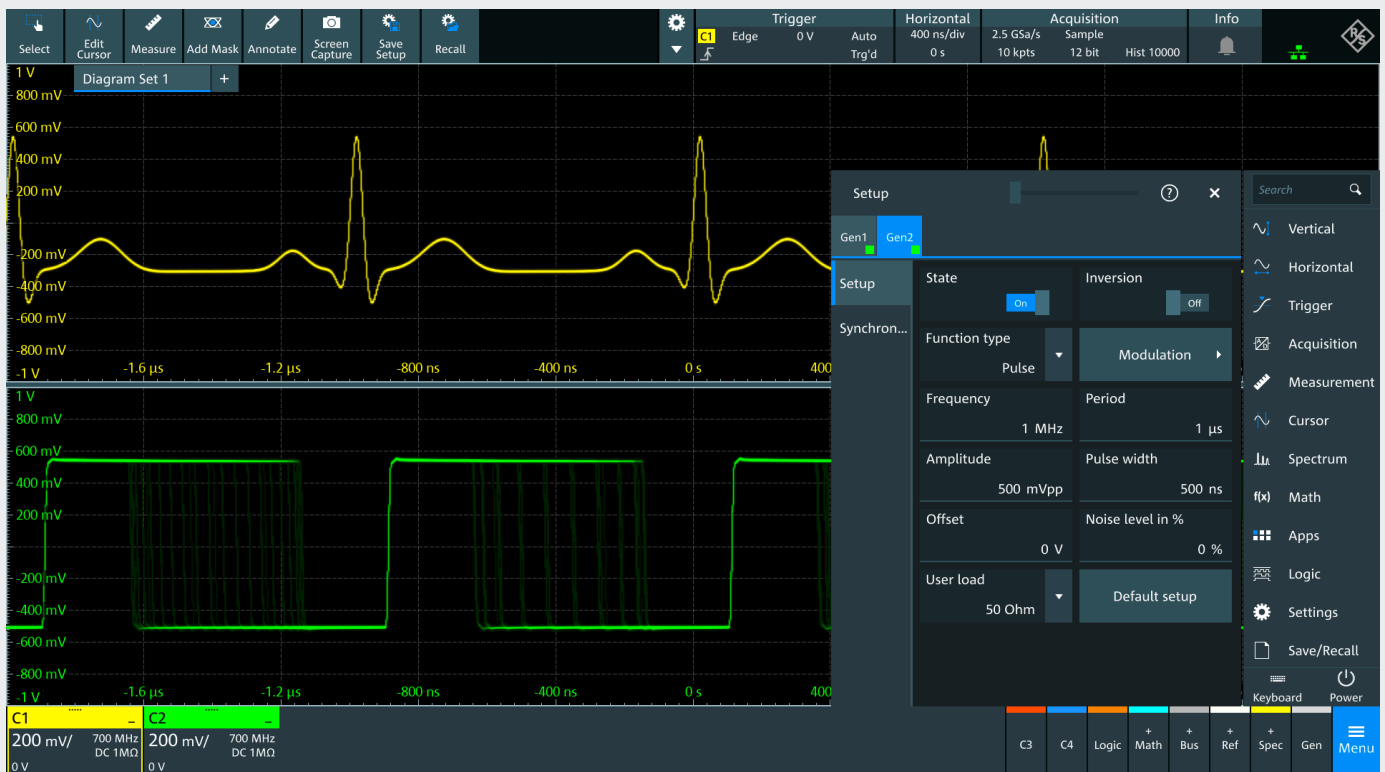 Select
Edit
Cursor
Measure
Add Mask
Annotate
Screen
Capture
Save
Setup
Recall
Trigger
C1 Edge 0 V Auto
Trg'd
Horizontal
400 ns/div
0 s
Acquisition
2.5 GSa/s Sample
10 kpts 12 bit Hist 10000
Info
R&S
Diagram Set 1 +
1 V
800 mV
600 mV
400 mV
200 mV
-200 mV
-400 mV
-600 mV
-800 mV
-1 V
-1.6 µs -1.2 µs -800 ns -400 ns 0 s 400
1 V
800 mV
600 mV
400 mV
200 mV
-200 mV
-400 mV
-600 mV
-800 mV
-1 V
-1.6 µs -1.2 µs -800 ns -400 ns 0 s 400
Setup ?
Gen1 Gen2
Setup
Synchron...
State
On
Inversion
Off
Function type
Pulse
Modulation
Frequency
1 MHz
Period
1 µs
Amplitude
500 mVpp
Pulse width
500 ns
Offset
0 V
Noise level in %
0 %
User load
50 Ohm
Default setup
Search
Vertical
Horizontal
Trigger
Acquisition
Measurement
Cursor
Spectrum
f(x) Math
Apps
Logic
Settings
Save/Recall
Keyboard
Power
C1
200 mV/ 700 MHz
DC 1MΩ
0 V
C2
200 mV/ 700 MHz
DC 1MΩ
0 V
C3
C4
Logic
+
Math
+
Bus
+
Ref
+
Spec
Gen
Menu